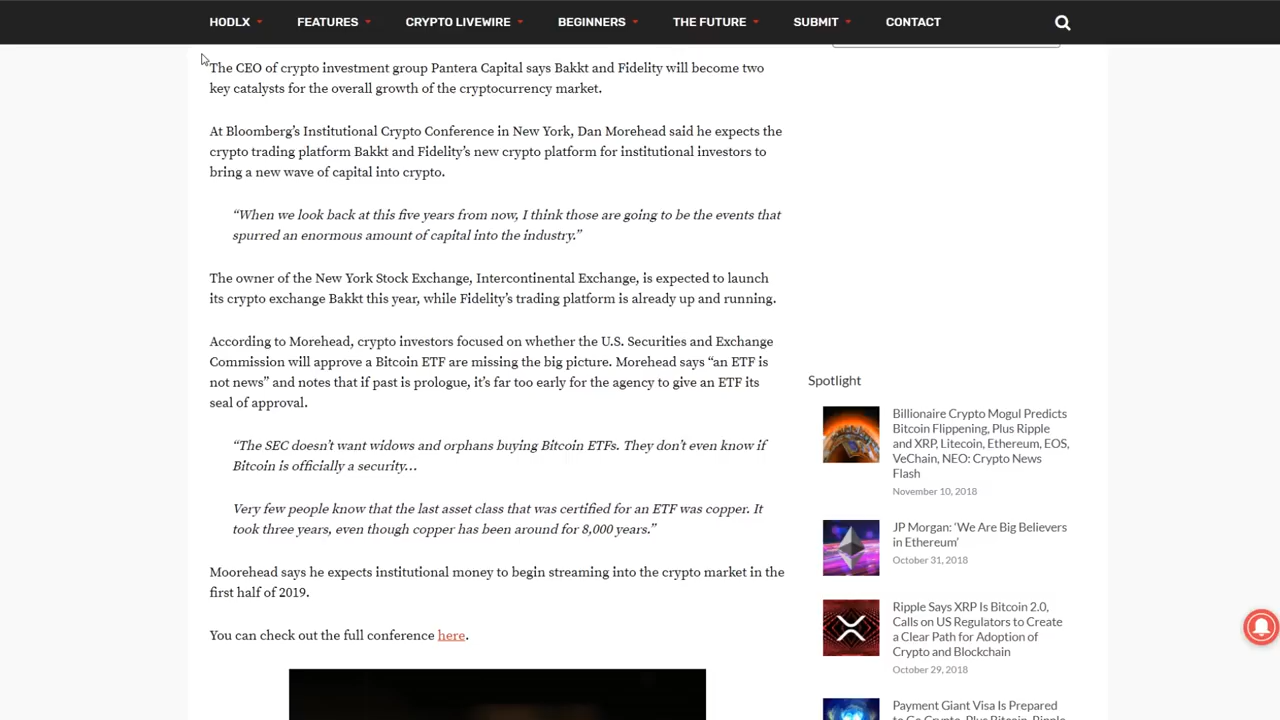 HODLX
FEATURES
CRYPTO LIVEWIRE
BEGINNERS
THE FUTURE
SUBMIT
CONTACT
The CEO of crypto investment group Pantera Capital says Bakkt and Fidelity will become two
key catalysts for the overall growth of the cryptocurrency market.
At Bloomberg’s Institutional Crypto Conference in New York, Dan Morehead said he expects the
crypto trading platform Bakkt and Fidelity’s new crypto platform for institutional investors to
bring a new wave of capital into crypto.
“When we look back at this five years from now, I think those are going to be the events that
spurred an enormous amount of capital into the industry.”
The owner of the New York Stock Exchange, Intercontinental Exchange, is expected to launch
its crypto exchange Bakkt this year, while Fidelity’s trading platform is already up and running.
According to Morehead, crypto investors focused on whether the U.S. Securities and Exchange
Commission will approve a Bitcoin ETF are missing the big picture. Morehead says “an ETF is
not news” and notes that if past is prologue, it’s far too early for the agency to give an ETF its
seal of approval.
“The SEC doesn’t want widows and orphans buying Bitcoin ETFs. They don’t even know if
Bitcoin is officially a security…
Very few people know that the last asset class that was certified for an ETF was copper. It
took three years, even though copper has been around for 8,000 years.”
Moorehead says he expects institutional money to begin streaming into the crypto market in the
first half of 2019.
You can check out the full conference here.
Spotlight
Billionaire Crypto Mogul Predicts
Bitcoin Flippening, Plus Ripple
and XRP, Litecoin, Ethereum, EOS,
VeChain, NEO: Crypto News
Flash
November 10, 2018
JP Morgan: ‘We Are Big Believers
in Ethereum’
October 31, 2018
Ripple Says XRP Is Bitcoin 2.0,
Calls on US Regulators to Create
a Clear Path for Adoption of
Crypto and Blockchain
October 29, 2018
Payment Giant Visa Is Prepared
to Go Crypto, Plus Bitcoin, Ripple